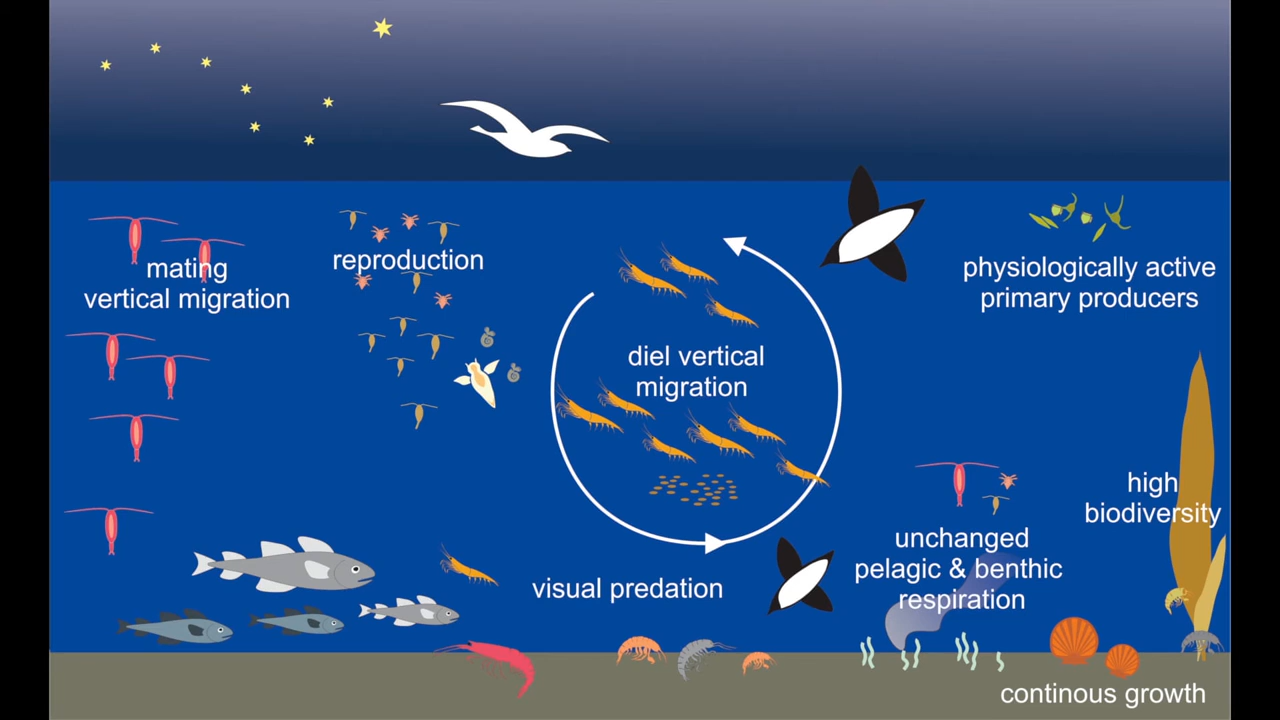 mating
vertical migration
reproduction
diel vertical
migration
physiologically active
primary producers
high
biodiversity
unchanged
pelagic & benthic
respiration
visual predation
continous growth